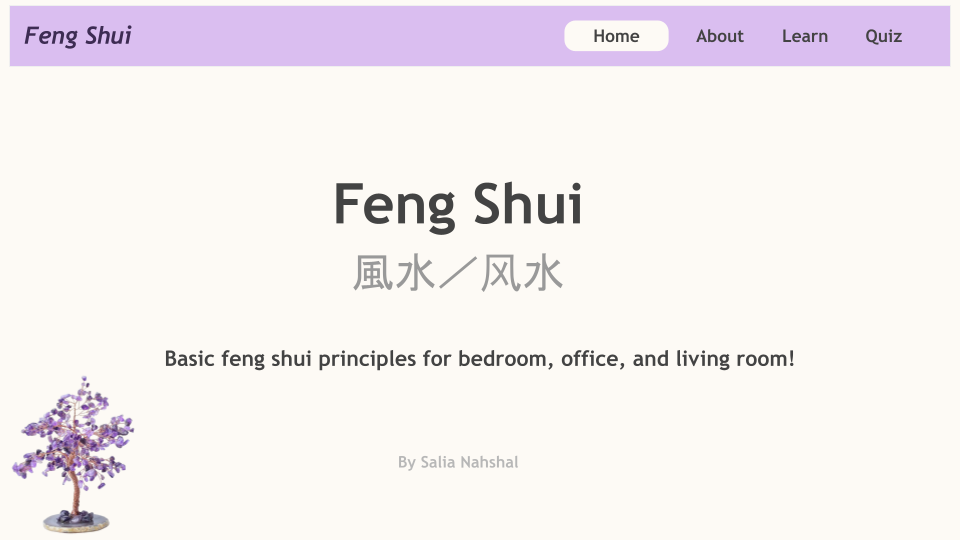 Feng Shui
Home About Learn Quiz
Feng Shui
風水／风水
Basic feng shui principles for bedroom, office, and living room!
By Salia Nahshal